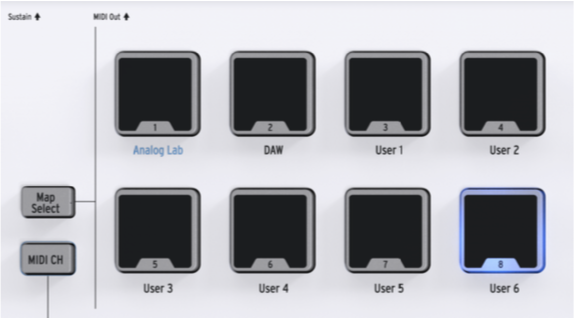 Sustain
MIDI Out
1
2
3
4
Analog Lab
DAW
User 1
User 2
Map
Select
MIDI CH
5
6
7
8
User 3
User 4
User 5
User 6